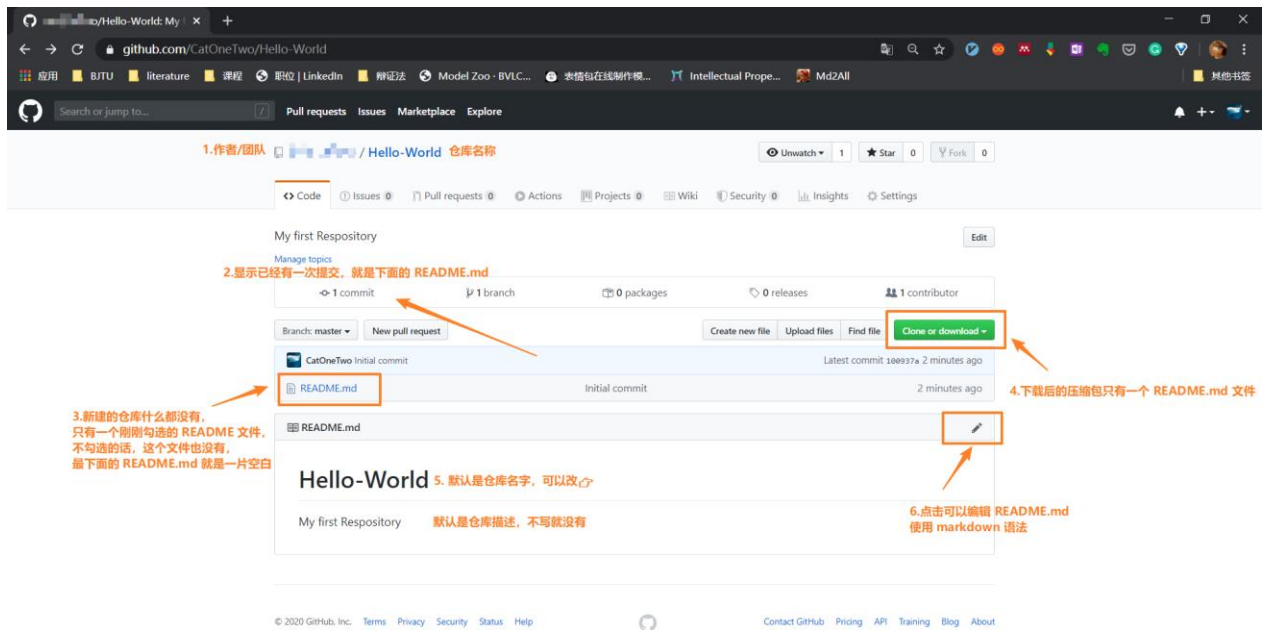 /Hello-World: My
github.com/CatOneTwo/Hello-World
应用 BJTU literature 课程 职位 | LinkedIn 辩证法 Model Zoo · BVLC... 表情包在线制作模... Intellectual Prope... Md2All 其他书签
Search or jump to... / Pull requests Issues Marketplace Explore
1.作者/团队 / Hello-World 仓库名称 Unwatch 1 Star 0 Fork 0
Code Issues 0 Pull requests 0 Actions Projects 0 Wiki Security 0 Insights Settings
My first Respository Edit
Manage topics
2.显示已经有一次提交，就是下面的 README.md
1 commit 1 branch 0 packages 0 releases 1 contributor
Branch: master New pull request Create new file Upload files Find file Clone or download
CatOneTwo Initial commit Latest commit 100937a 2 minutes ago
README.md Initial commit 2 minutes ago
4.下载后的压缩包只有一个 README.md 文件
3.新建的仓库什么都没有，
只有一个刚刚勾选的 README 文件，
不勾选的话，这个文件也没有，
最下面的 README.md 就是一片空白
README.md
Hello-World 5. 默认是仓库名字，可以改👉
My first Respository 默认是仓库描述，不写就没有
6.点击可以编辑 README.md
使用 markdown 语法
© 2020 GitHub, Inc. Terms Privacy Security Status Help Contact GitHub Pricing API Training Blog About